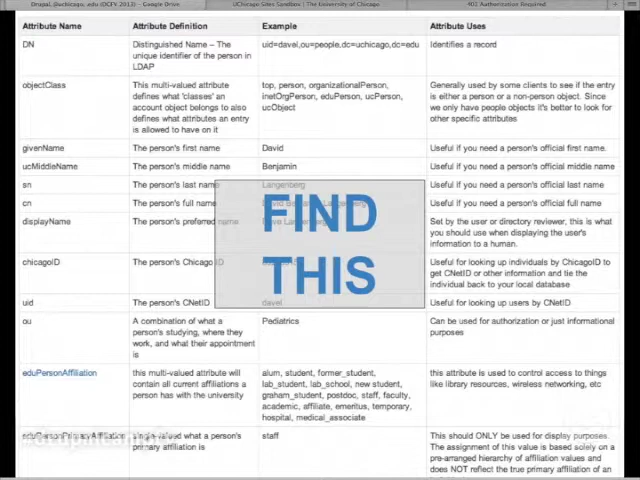 Drupal_@uchicago. edu (DCFV 2013) – Google Drive UChicago Sites Sandbox | The University of Chicago 402 Authorization Required
Attribute Name Attribute Definition Example Attribute Uses
DN Distinguished Name – The uid=davel,ou=people,dc=uchicago,dc=edu Identifies a record
unique identifier of the person in
LDAP
objectClass This multi-valued attribute top, person, organizationalPerson, Generally used by some clients to see if the entry
defines what 'classes' an inetOrgPerson, eduPerson, ucPerson, is either a person or a non-person object. Since
account object belongs to also ucObject we only have people objects it's better to look for
defines what attributes an entry other specific attributes
is allowed to have on it
givenName The person's first name David Useful if you need a person's official first name.
ucMiddleName The person's middle name Benjamin Useful if you need a person's official middle name
sn The person's last name Langenberg Useful if you need a person's official last name
cn The person's full name David Useful if you need a person's official full name
displayName The person's preferred name Dave Set by the user or directory reviewer, this is what
you should use when displaying the user's
information to a human.
FIND
THIS
chicagoID The person's Chicago Useful for looking up individuals by ChicagoID to
get CNetID or other information and tie the
individual back to your local database
uid The person's CNetID davel Useful for looking up users by CNetID
ou A combination of what a Pediatrics Can be used for authorization or just informational
person's studying, where they purposes
work, and what their appointment
is
eduPersonAffiliation this multi-valued attribute will alum, student, former_student, this attribute is used to control access to things
contain all current affiliations a lab_student, lab_school, new student, like library resources, wireless networking, etc
person has with the university graham_student, postdoc, staff, faculty,
academic, affiliate, emeritus, temporary,
hospital, medical_associate
eduPersonPrimaryAffiliation single-valued what a person's staff This should ONLY be used for display purposes.
primary affiliation is The assignment of this value is based solely on a
pre-arranged hierarchy of affiliation values and
does NOT reflect the true primary affiliation of an